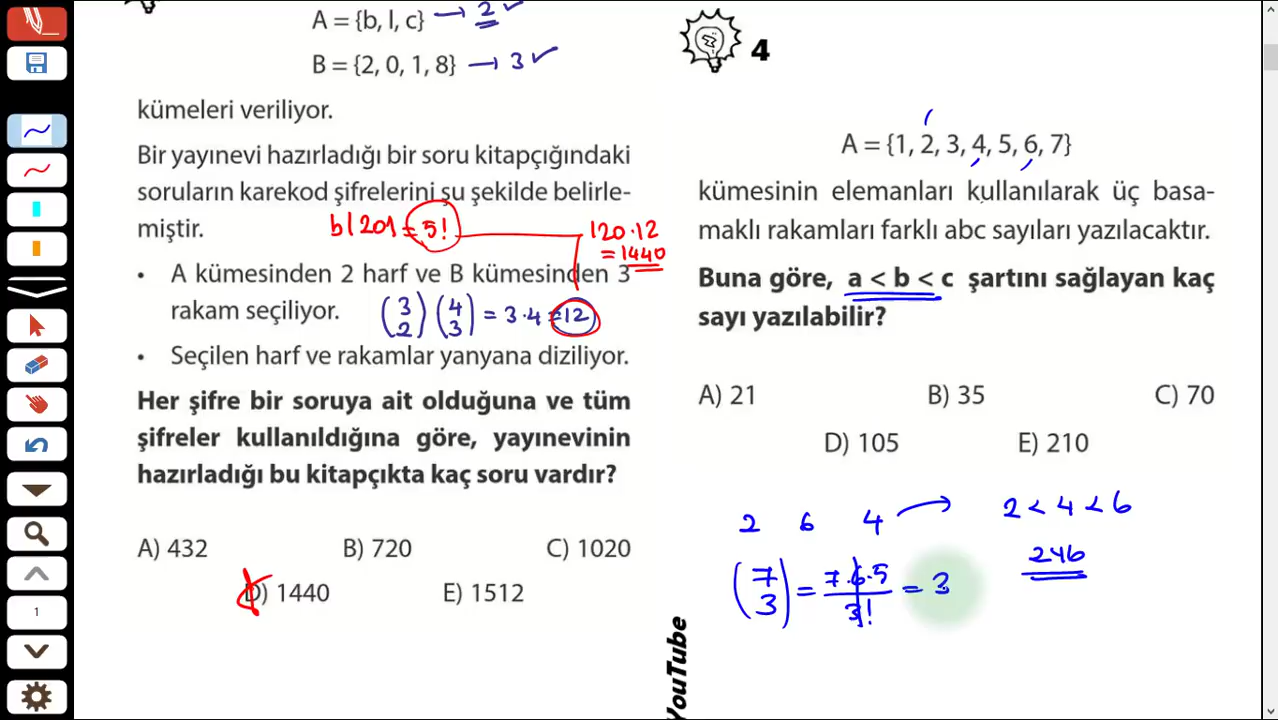 A = {b, l, c} → 2 ✓
B = {2, 0, 1, 8} → 3 ✓
kümeleri veriliyor.
Bir yayınevi hazırladığı bir soru kitapçığındaki
soruların karekod şifrelerini şu şekilde belirle-
miştir.
bl201 = 5!
120·12
= 1440
• A kümesinden 2 harf ve B kümesinden 3
rakam seçiliyor.
(3 2) (4 3) = 3·4 = 12
• Seçilen harf ve rakamlar yanyana diziliyor.
Her şifre bir soruya ait olduğuna ve tüm
şifreler kullanıldığına göre, yayınevinin
hazırladığı bu kitapçıkta kaç soru vardır?
A) 432 B) 720 C) 1020
D) 1440 E) 1512
4
A = {1, 2, 3, 4, 5, 6, 7}
kümesinin elemanları kullanılarak üç basa-
maklı rakamları farklı abc sayıları yazılacaktır.
Buna göre, a < b < c şartını sağlayan kaç
sayı yazılabilir?
A) 21 B) 35 C) 70
D) 105 E) 210
2 6 4 → 2 < 4 < 6
246
(7 3) = 7·6·5 / 3! = 3
YouTube
1